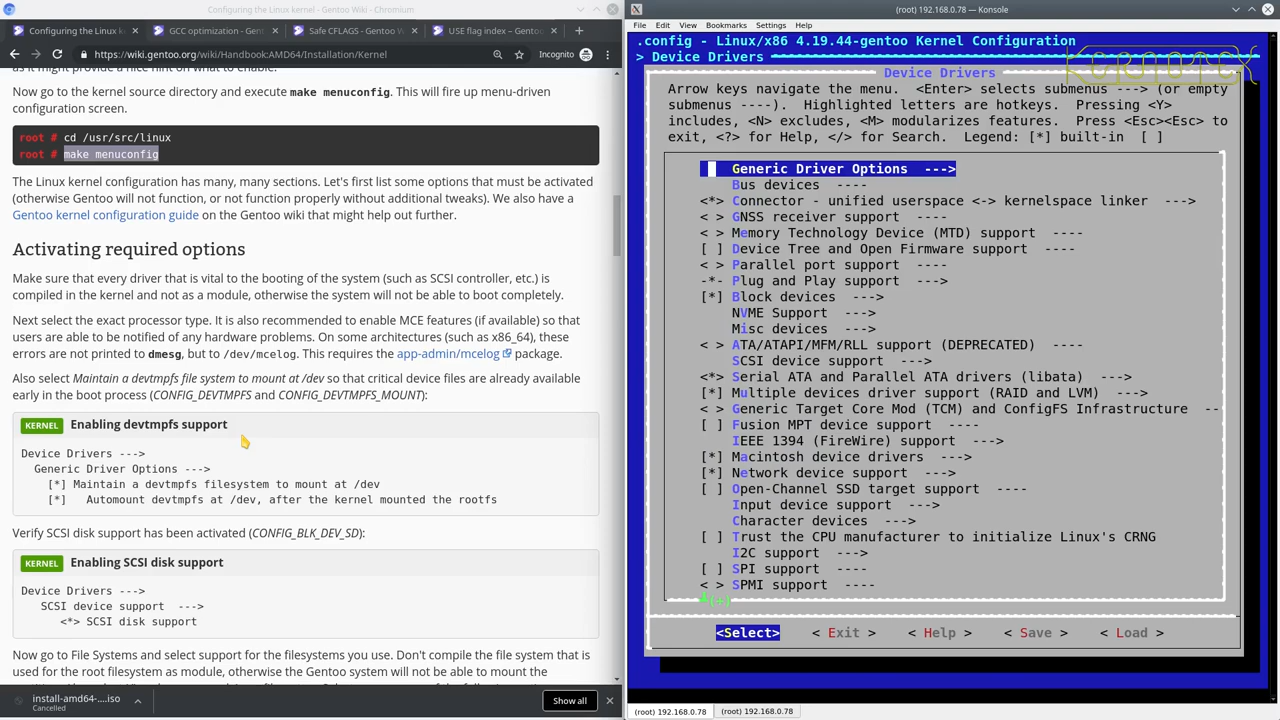 Configuring the Linux kernel - Gentoo Wiki - Chromium
Configuring the Linux k
GCC optimization - Gen
Safe CFLAGS - Gentoo W
USE flag index – Gentoo
https://wiki.gentoo.org/wiki/Handbook:AMD64/Installation/Kernel
Incognito
as it might provide a nice hint on what to enable.
Now go to the kernel source directory and execute make menuconfig. This will fire up menu-driven
configuration screen.
root # cd /usr/src/linux
root # make menuconfig
The Linux kernel configuration has many, many sections. Let's first list some options that must be activated
(otherwise Gentoo will not function, or not function properly without additional tweaks). We also have a
Gentoo kernel configuration guide on the Gentoo wiki that might help out further.
Activating required options
Make sure that every driver that is vital to the booting of the system (such as SCSI controller, etc.) is
compiled in the kernel and not as a module, otherwise the system will not be able to boot completely.
Next select the exact processor type. It is also recommended to enable MCE features (if available) so that
users are able to be notified of any hardware problems. On some architectures (such as x86_64), these
errors are not printed to dmesg, but to /dev/mcelog. This requires the app-admin/mcelog package.
Also select Maintain a devtmpfs file system to mount at /dev so that critical device files are already available
early in the boot process (CONFIG_DEVTMPFS and CONFIG_DEVTMPFS_MOUNT):
KERNEL Enabling devtmpfs support
Device Drivers --->
Generic Driver Options --->
[*] Maintain a devtmpfs filesystem to mount at /dev
[*] Automount devtmpfs at /dev, after the kernel mounted the rootfs
Verify SCSI disk support has been activated (CONFIG_BLK_DEV_SD):
KERNEL Enabling SCSI disk support
Device Drivers --->
SCSI device support --->
<*> SCSI disk support
Now go to File Systems and select support for the filesystems you use. Don't compile the file system that is
used for the root filesystem as module, otherwise the Gentoo system will not be able to mount the
install-amd64-....iso
Cancelled
Show all
(root) 192.168.0.78 — Konsole
File Edit View Bookmarks Settings Help
.config - Linux/x86 4.19.44-gentoo Kernel Configuration
> Device Drivers
Device Drivers
Arrow keys navigate the menu. <Enter> selects submenus ---> (or empty
submenus ----). Highlighted letters are hotkeys. Pressing <Y>
includes, <N> excludes, <M> modularizes features. Press <Esc><Esc> to
exit, <?> for Help, </> for Search. Legend: [*] built-in [ ]
Generic Driver Options --->
Bus devices ----
<*> Connector - unified userspace <-> kernelspace linker --->
< > GNSS receiver support ----
< > Memory Technology Device (MTD) support ----
[ ] Device Tree and Open Firmware support ----
< > Parallel port support ----
-*- Plug and Play support --->
[*] Block devices --->
NVME Support --->
Misc devices --->
< > ATA/ATAPI/MFM/RLL support (DEPRECATED) ----
SCSI device support --->
<*> Serial ATA and Parallel ATA drivers (libata) --->
[*] Multiple devices driver support (RAID and LVM) --->
< > Generic Target Core Mod (TCM) and ConfigFS Infrastructure --
[ ] Fusion MPT device support ----
IEEE 1394 (FireWire) support --->
[*] Macintosh device drivers --->
[*] Network device support --->
[ ] Open-Channel SSD target support ----
Input device support --->
Character devices --->
[ ] Trust the CPU manufacturer to initialize Linux's CRNG
I2C support --->
[ ] SPI support ----
< > SPMI support ----
(+)
<Select> < Exit > < Help > < Save > < Load >
(root) 192.168.0.78
(root) 192.168.0.78